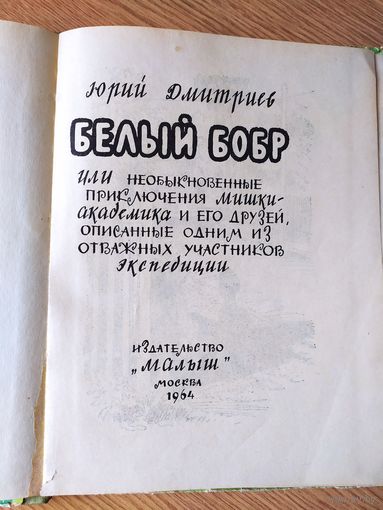 Юрий Дмитриев
БЕЛЫЙ БОБР
или необыкновенные
приключения Мишки-
академика и его друзей,
описанные одним из
отважных участников
экспедиции
издательство
„Малыш"
Москва
1964